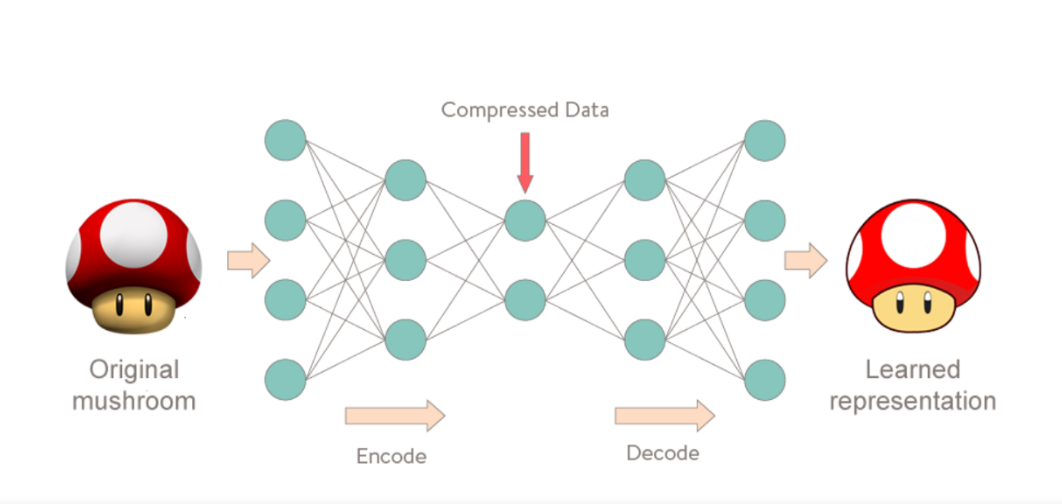 Compressed Data
Original
mushroom
Learned
representation
Encode
Decode